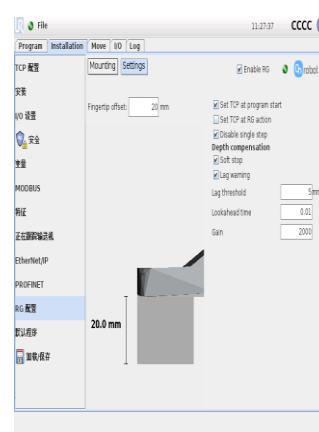 File
11:27:37
CCCC
Program
Installation
Move
I/O
Log
TCP 配置
安装
I/O 设置
安全
变量
MODBUS
特征
正在跟踪输送机
EtherNet/IP
PROFINET
RG 配置
默认程序
加载/保存
Mounting
Settings
Enable RG
robot
Fingertip offset:
20 mm
Set TCP at program start
Set TCP at RG action
Disable single step
Depth compensation
Soft stop
Lag warning
Lag threshold
5mm
Lookahead time
0.01
Gain
2000
20.0 mm